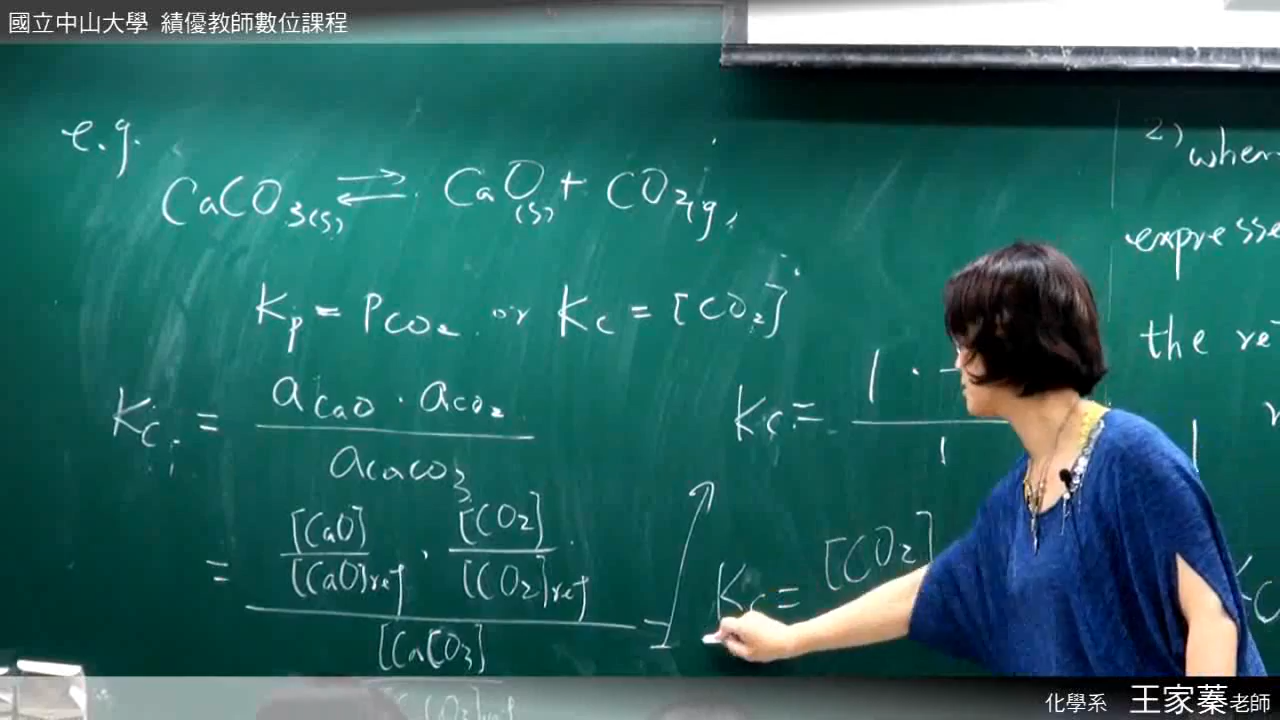 國立中山大學 績優教師數位課程
e.g.
CaCO3(s) ⇌ CaO(s) + CO2(g)
Kp = PCO2 or Kc = [CO2]
Kc = aCaO · aCO2
aCaCO3
Kc = 1 ·
1
= [CaO] / [CaO]ref · [CO2] / [CO2]ref
[CaCO3]
Kc = [CO2]
2) when
expresse
the re
1
化學系 王家蓁老師